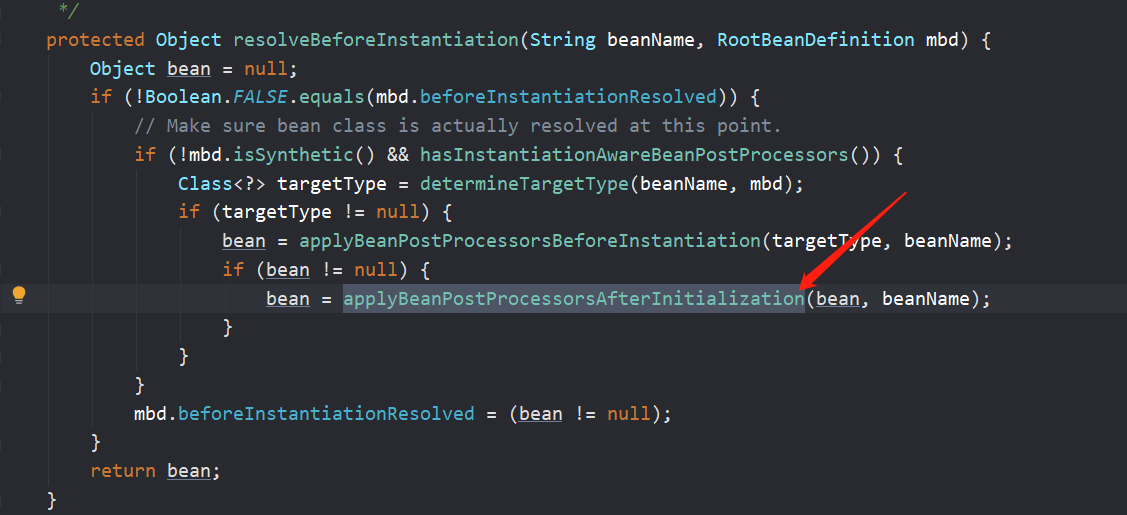 */
protected Object resolveBeforeInstantiation(String beanName, RootBeanDefinition mbd) {
Object bean = null;
if (!Boolean.FALSE.equals(mbd.beforeInstantiationResolved)) {
// Make sure bean class is actually resolved at this point.
if (!mbd.isSynthetic() && hasInstantiationAwareBeanPostProcessors()) {
Class<?> targetType = determineTargetType(beanName, mbd);
if (targetType != null) {
bean = applyBeanPostProcessorsBeforeInstantiation(targetType, beanName);
if (bean != null) {
bean = applyBeanPostProcessorsAfterInitialization(bean, beanName);
}
}
}
mbd.beforeInstantiationResolved = (bean != null);
}
return bean;
}